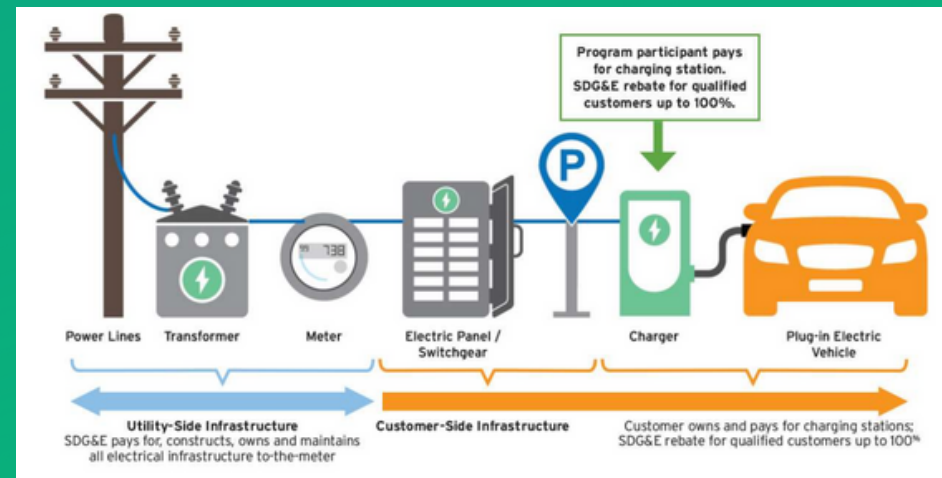 Program participant pays
for charging station.
SDG&E rebate for qualified
customers up to 100%.
P
738
Power Lines
Transformer
Meter
Electric Panel /
Switchgear
Charger
Plug-in Electric
Vehicle
Utility-Side Infrastructure
SDG&E pays for, constructs, owns and maintains
all electrical infrastructure to-the-meter
Customer-Side Infrastructure
Customer owns and pays for charging stations;
SDG&E rebate for qualified customers up to 100%